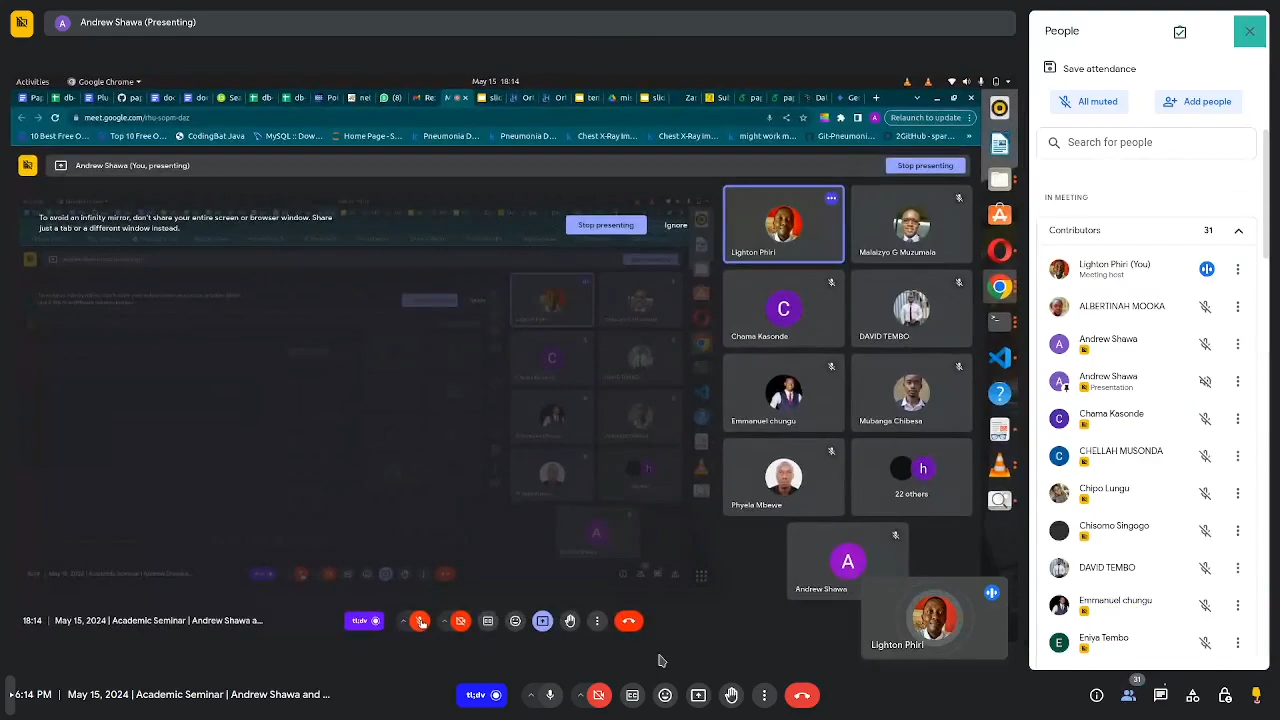 Andrew Shawa (Presenting)
Activities
Google Chrome
May 15 18:14
meet.google.com/rhu-sopm-daz
Relaunch to update
10 Best Free O...
Top 10 Free O...
CodingBat Java
MySQL :: Dow...
Home Page - S...
Pneumonia D...
Pneumonia D...
Chest X-Ray Im...
Chest X-Ray Im...
might work m...
Git-Pneumoni...
2GitHub - spar...
Andrew Shawa (You, presenting)
Stop presenting
To avoid an infinity mirror, don't share your entire screen or browser window. Share
just a tab or a different window instead.
Stop presenting
Ignore
Lighton Phiri
Malaizyo G Muzumaia
C
Chama Kasonde
DAVID TEMBO
Emmanuel chungu
Mubanga Chibesa
Phyela Mbewe
h
22 others
A
Andrew Shawa
Lighton Phiri
18:14 | May 15, 2024 | Academic Seminar | Andrew Shawa a...
tl;dv
6:14 PM | May 15, 2024 | Academic Seminar | Andrew Shawa and ...
tl;dv
People
Save attendance
All muted
Add people
Search for people
IN MEETING
Contributors 31
Lighton Phiri (You)
Meeting host
ALBERTINAH MOOKA
A Andrew Shawa
A Andrew Shawa
Presentation
C Chama Kasonde
C CHELLAH MUSONDA
Chipo Lungu
Chisomo Singogo
DAVID TEMBO
Emmanuel chungu
E Eniya Tembo
31